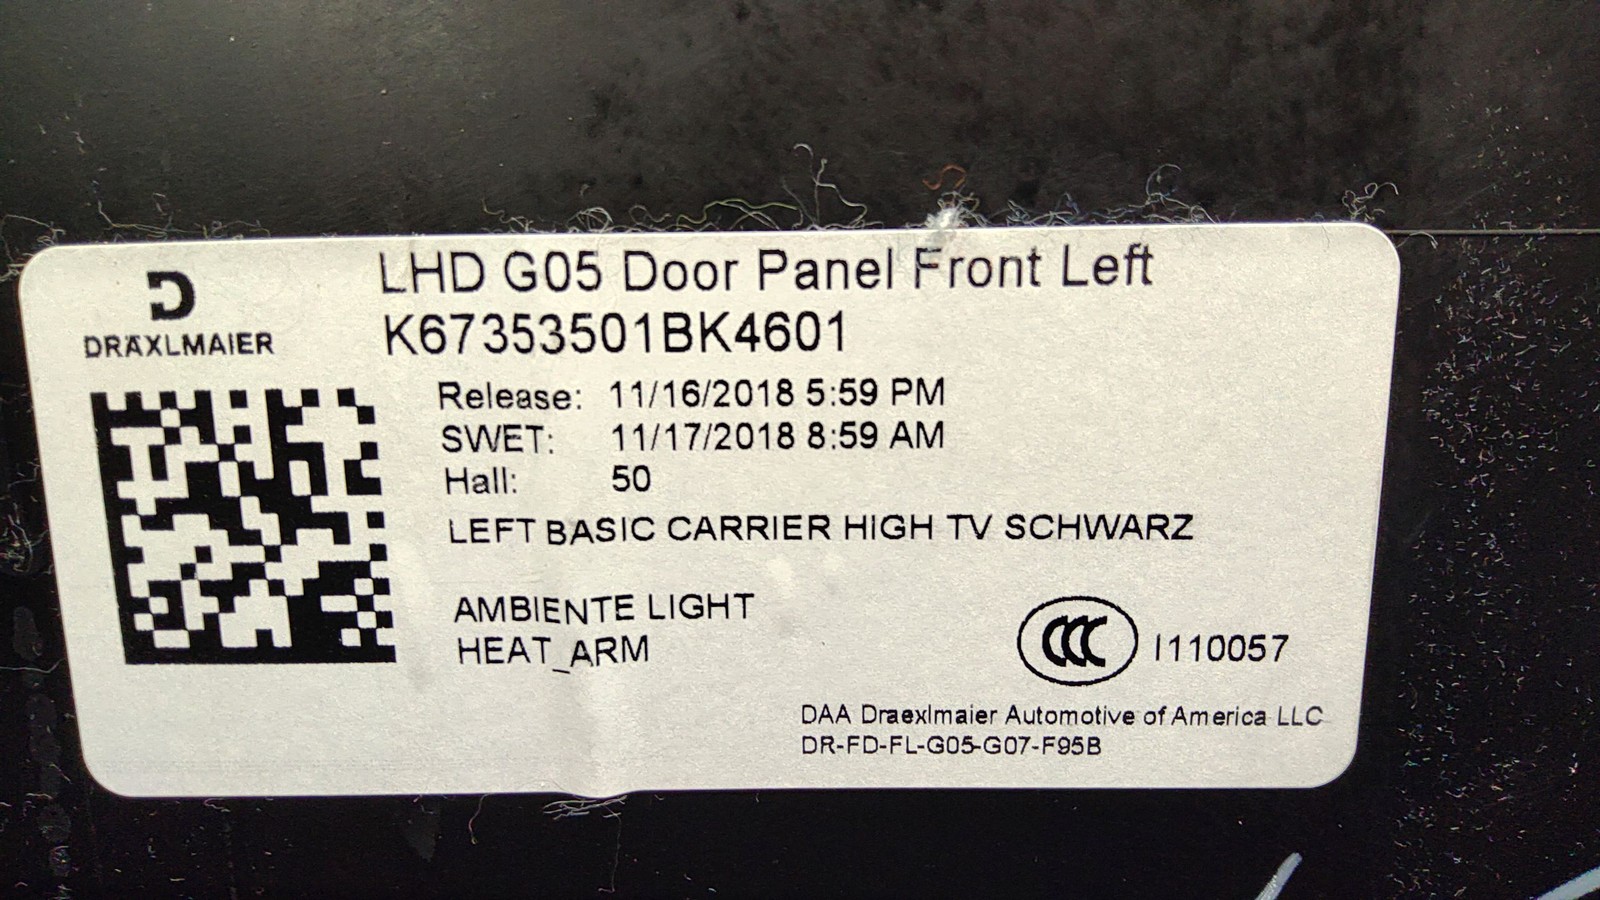 LHD G05 Door Panel Front Left
DRÄXLMAIER
K67353501BK4601
Release: 11/16/2018 5:59 PM
SWET: 11/17/2018 8:59 AM
Hall: 50
LEFT BASIC CARRIER HIGH TV SCHWARZ
AMBIENTE LIGHT
HEAT_ARM
CCC I110057
DAA Draexlmaier Automotive of America LLC
DR-FD-FL-G05-G07-F95B